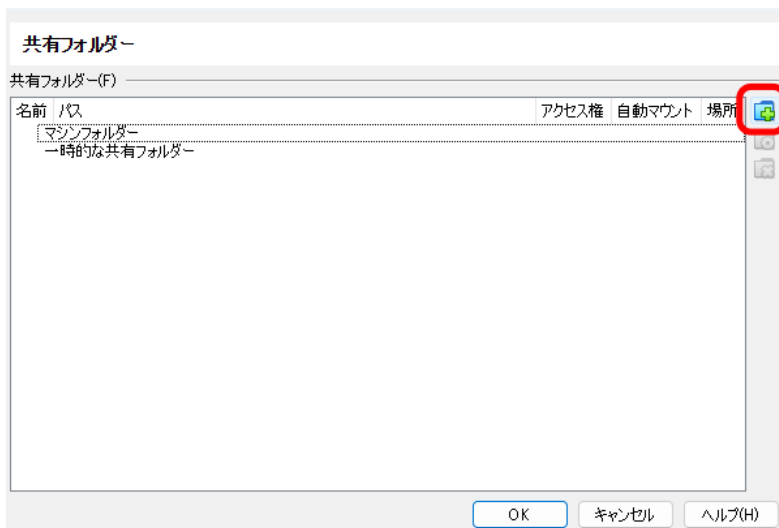 共有フォルダー
共有フォルダー(F)
名前 パス アクセス権 自動マウント 場所
マシンフォルダー
一時的な共有フォルダー
OK キャンセル ヘルプ(H)